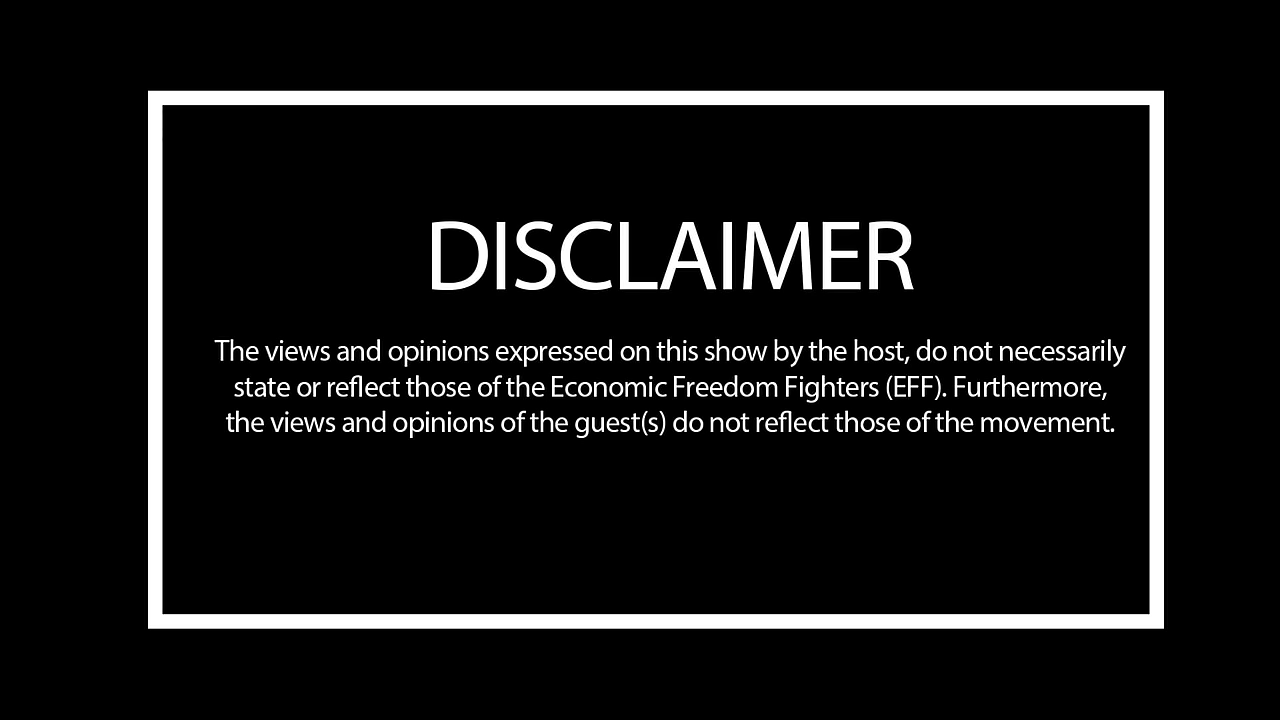 DISCLAIMER
The views and opinions expressed on this show by the host, do not necessarily
state or reflect those of the Economic Freedom Fighters (EFF). Furthermore,
the views and opinions of the guest(s) do not reflect those of the movement.